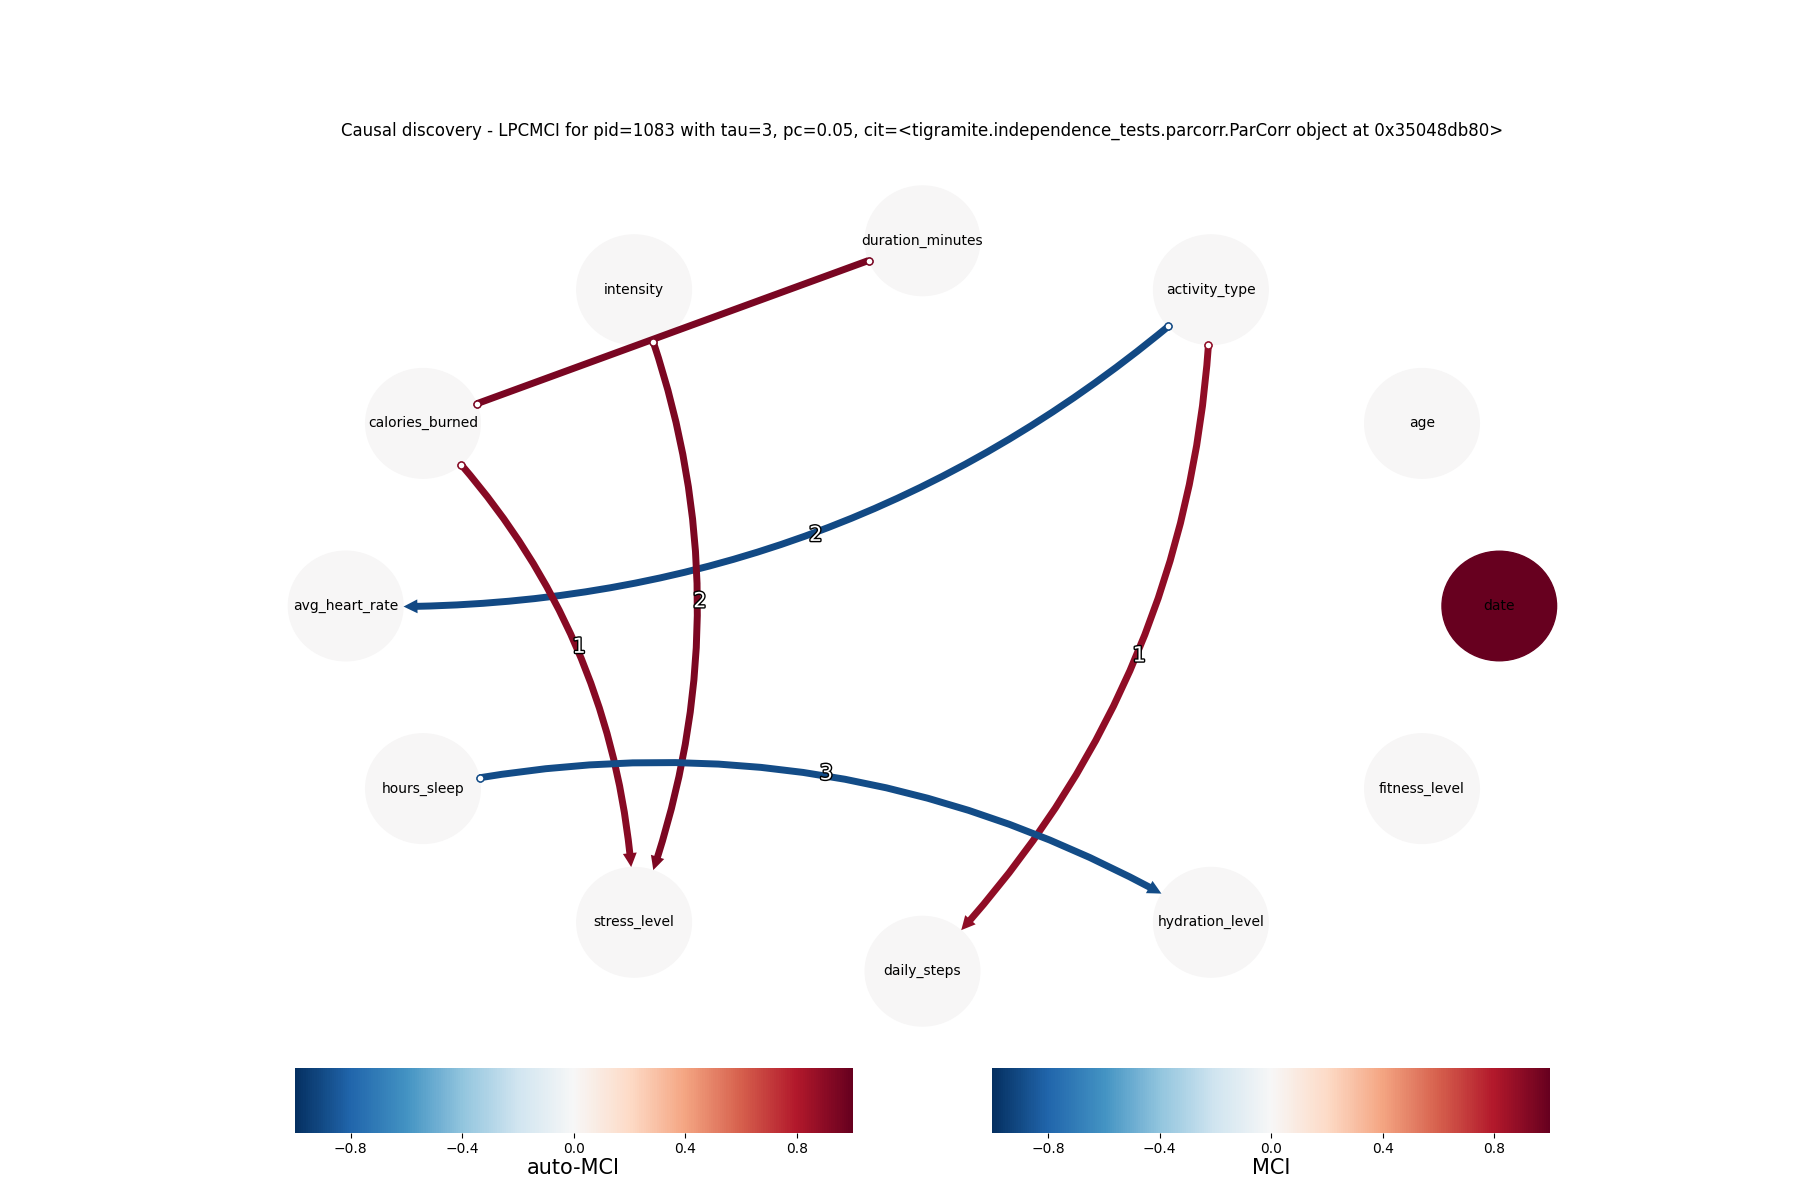 Causal discovery - LPCMCI for pid=1083 with tau=3, pc=0.05, cit=<tigramite.independence_tests.parcorr.ParCorr object at 0x35048db80>
duration_minutes
intensity
activity_type
calories_burned
age
2
2
avg_heart_rate
date
1
1
3
hours_sleep
fitness_level
stress_level
hydration_level
daily_steps
−0.8 −0.4 0.0 0.4 0.8
auto-MCI
−0.8 −0.4 0.0 0.4 0.8
MCI